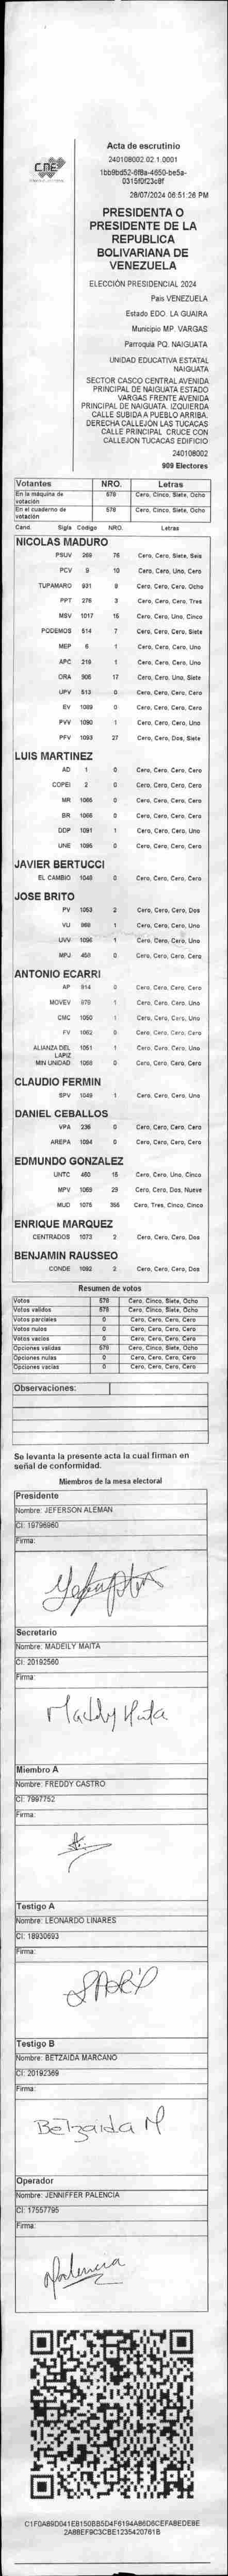 CNE
Acta de escrutinio
240108002.02.1.0001
1bb9bd52-6f8a-4650-be5a-
0315f0f23c8f
28/07/2024 06:51:26 PM
PRESIDENTA O
PRESIDENTE DE LA
REPUBLICA
BOLIVARIANA DE
VENEZUELA
ELECCIÓN PRESIDENCIAL 2024
País VENEZUELA
Estado EDO. LA GUAIRA
Municipio MP. VARGAS
Parroquia PQ. NAIGUATA
UNIDAD EDUCATIVA ESTATAL
NAIGUATA
SECTOR CASCO CENTRAL AVENIDA
PRINCIPAL DE NAIGUATA ESTADO
VARGAS FRENTE AVENIDA
PRINCIPAL DE NAIGUATA. IZQUIERDA
CALLE SUBIDA A PUEBLO ARRIBA.
DERECHA CALLEJÓN LAS TUCACAS
CALLE PRINCIPAL CRUCE CON
CALLEJON TUCACAS EDIFICIO
240108002
909 Electores
Votantes NRO. Letras
En la máquina de votación 578 Cero, Cinco, Siete, Ocho
En el cuaderno de votación 578 Cero, Cinco, Siete, Ocho
Cand. Sigla Código NRO. Letras
NICOLAS MADURO
PSUV 269 76 Cero, Cero, Siete, Seis
PCV 9 10 Cero, Cero, Uno, Cero
TUPAMARO 931 8 Cero, Cero, Cero, Ocho
PPT 276 3 Cero, Cero, Cero, Tres
MSV 1017 15 Cero, Cero, Uno, Cinco
PODEMOS 514 7 Cero, Cero, Cero, Siete
MEP 6 1 Cero, Cero, Cero, Uno
APC 218 1 Cero, Cero, Cero, Uno
ORA 906 17 Cero, Cero, Uno, Siete
UPV 513 0 Cero, Cero, Cero, Cero
EV 1089 0 Cero, Cero, Cero, Cero
PVV 1090 1 Cero, Cero, Cero, Uno
PFV 1093 27 Cero, Cero, Dos, Siete
LUIS MARTINEZ
AD 1 0 Cero, Cero, Cero, Cero
COPEI 2 0 Cero, Cero, Cero, Cero
MR 1065 0 Cero, Cero, Cero, Cero
BR 1066 0 Cero, Cero, Cero, Cero
DDP 1091 1 Cero, Cero, Cero, Uno
UNE 1095 0 Cero, Cero, Cero, Cero
JAVIER BERTUCCI
EL CAMBIO 1048 0 Cero, Cero, Cero, Cero
JOSE BRITO
PV 1053 2 Cero, Cero, Cero, Dos
VU 968 1 Cero, Cero, Cero, Uno
UVV 1096 1 Cero, Cero, Cero, Uno
MPJ 458 0 Cero, Cero, Cero, Cero
ANTONIO ECARRI
AP 914 0 Cero, Cero, Cero, Cero
MOVEV 979 1 Cero, Cero, Cero, Uno
CMC 1050 1 Cero, Cero, Cero, Uno
FV 1062 0 Cero, Cero, Cero, Cero
ALIANZA DEL LAPIZ 1051 1 Cero, Cero, Cero, Uno
MIN UNIDAD 1058 0 Cero, Cero, Cero, Cero
CLAUDIO FERMIN
SPV 1049 1 Cero, Cero, Cero, Uno
DANIEL CEBALLOS
VPA 236 0 Cero, Cero, Cero, Cero
AREPA 1094 0 Cero, Cero, Cero, Cero
EDMUNDO GONZALEZ
UNTC 460 15 Cero, Cero, Uno, Cinco
MPV 1069 29 Cero, Cero, Dos, Nueve
MUD 1075 355 Cero, Tres, Cinco, Cinco
ENRIQUE MARQUEZ
CENTRADOS 1073 2 Cero, Cero, Cero, Dos
BENJAMIN RAUSSEO
CONDE 1092 2 Cero, Cero, Cero, Dos
Resumen de votos
Votos 578 Cero, Cinco, Siete, Ocho
Votos validos 578 Cero, Cinco, Siete, Ocho
Votos parciales 0 Cero, Cero, Cero, Cero
Votos nulos 0 Cero, Cero, Cero, Cero
Votos vacios 0 Cero, Cero, Cero, Cero
Opciones validas 578 Cero, Cinco, Siete, Ocho
Opciones nulas 0 Cero, Cero, Cero, Cero
Opciones vacias 0 Cero, Cero, Cero, Cero
Observaciones:
Se levanta la presente acta la cual firman en
señal de conformidad.
Miembros de la mesa electoral
Presidente
Nombre: JEFERSON ALEMAN
CI: 19796960
Firma:
Secretario
Nombre: MADEILY MAITA
CI: 20192560
Firma:
Miembro A
Nombre: FREDDY CASTRO
CI: 7997752
Firma:
Testigo A
Nombre: LEONARDO LINARES
CI: 18930693
Firma:
Testigo B
Nombre: BETZAIDA MARCANO
CI: 20192369
Firma:
Betzaida M
Operador
Nombre: JENNIFFER PALENCIA
CI: 17557795
Firma:
Palencia
C1F0A89D041E8150BB5D4F6194A86D8CEFA8EDE8E
2A88EF9C3CBE1235420761B